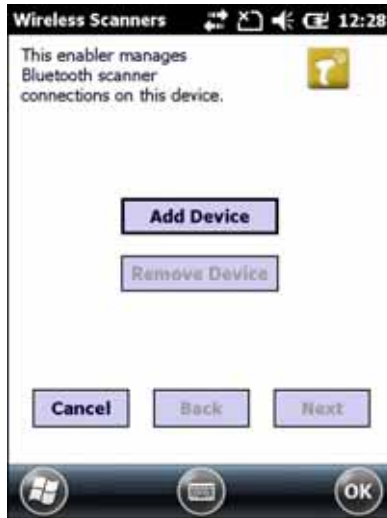 Wireless Scanners 12:28
This enabler manages
Bluetooth scanner
connections on this device.
Add Device
Remove Device
Cancel Back Next
OK